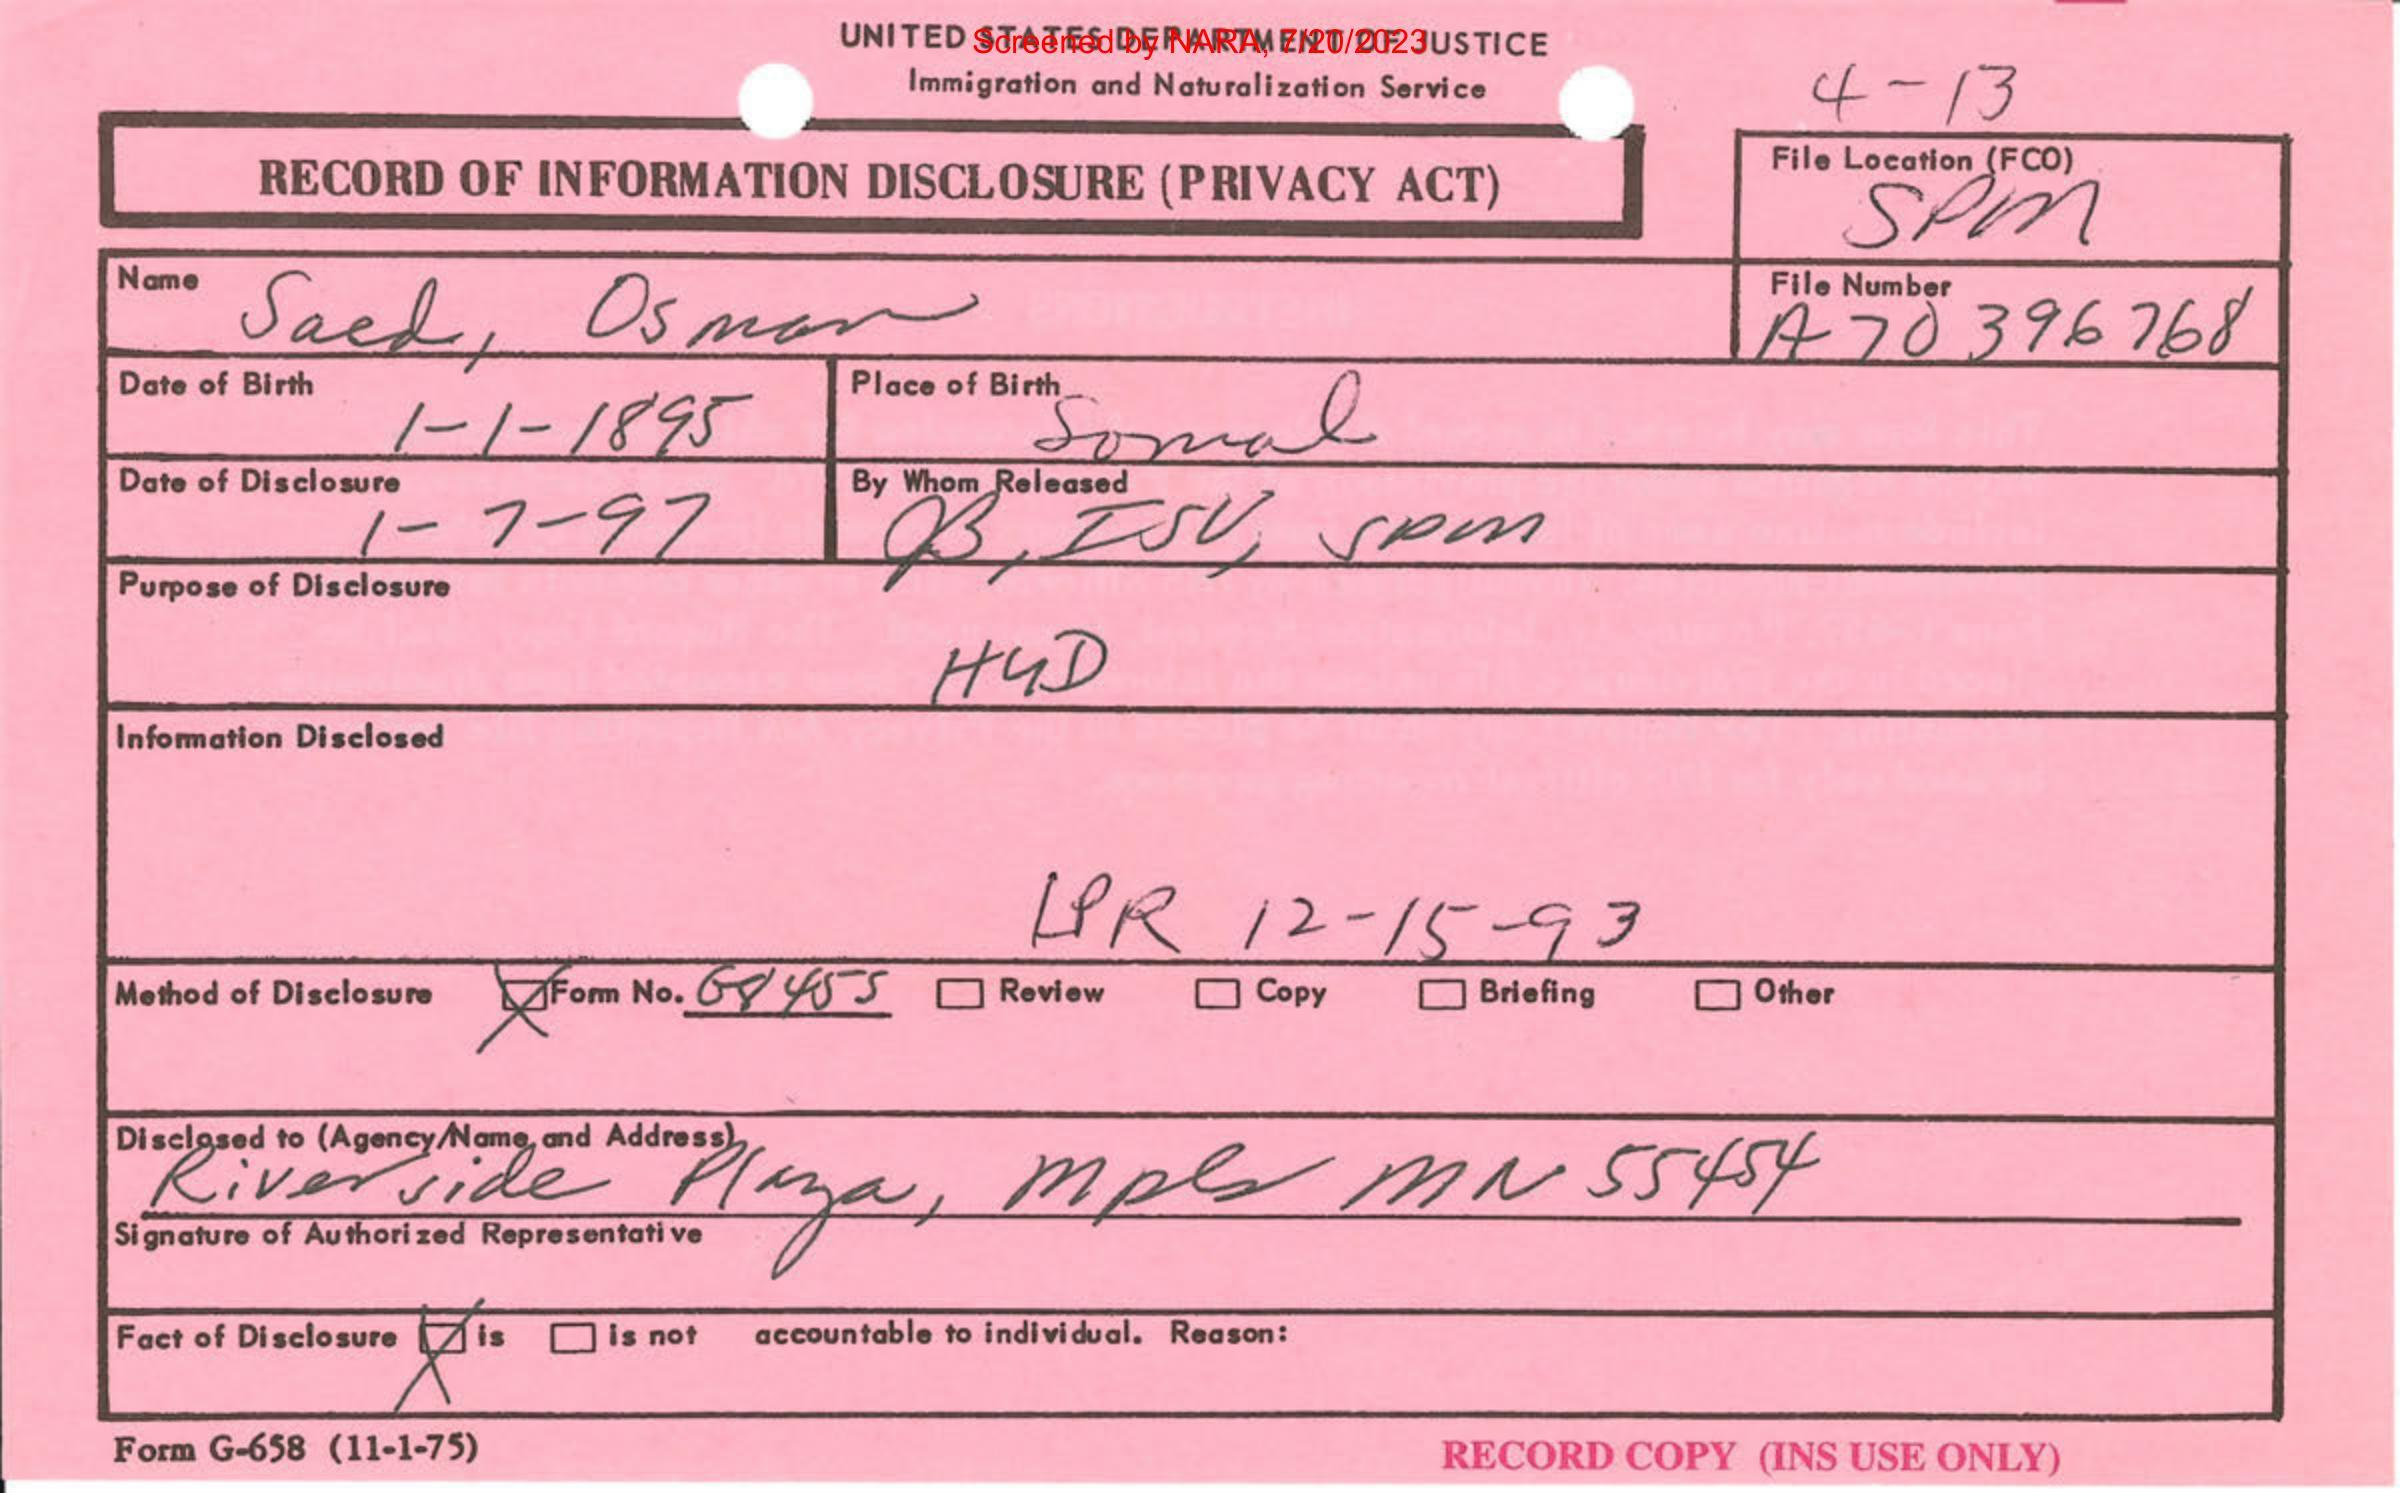 UNITED STATES DEPARTMENT OF JUSTICE
Screened by NARA, 7/20/2023
Immigration and Naturalization Service
4-13
RECORD OF INFORMATION DISCLOSURE (PRIVACY ACT)
File Location (FCO)
SPM
Name Saed, Osman
File Number
A70 396 768
Date of Birth 1-1-1895
Place of Birth Somal
Date of Disclosure 1-7-97
By Whom Released
JB, ISV, SPM
Purpose of Disclosure
HUD
Information Disclosed
LPR 12-15-93
Method of Disclosure Form No. G845S Review Copy Briefing Other
Disclosed to (Agency/Name and Address)
Riverside Plaza, Mpls MN 55454
Signature of Authorized Representative
Fact of Disclosure is is not accountable to individual. Reason:
Form G-658 (11-1-75)
RECORD COPY (INS USE ONLY)